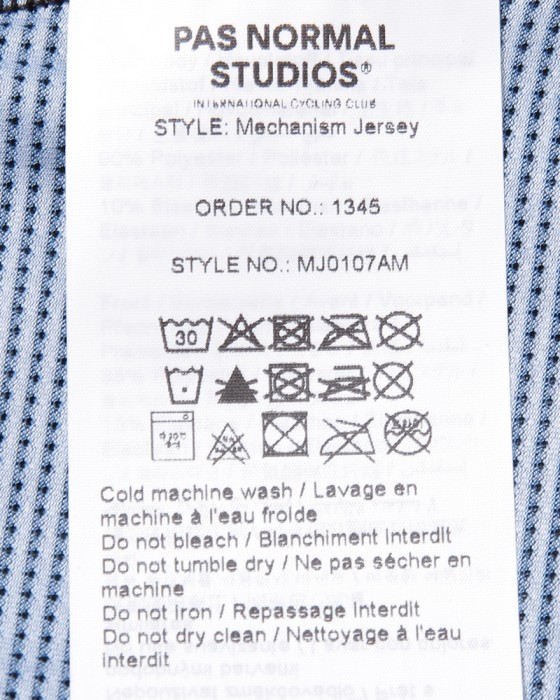 PAS NORMAL
STUDIOS®
INTERNATIONAL CYCLING CLUB
STYLE: Mechanism Jersey
ORDER NO.: 1345
STYLE NO.: MJ0107AM
30
Cold machine wash / Lavage en
machine à l'eau froide
Do not bleach / Blanchiment interdit
Do not tumble dry / Ne pas sécher en
machine
Do not iron / Repassage interdit
Do not dry clean / Nettoyage à l'eau
interdit